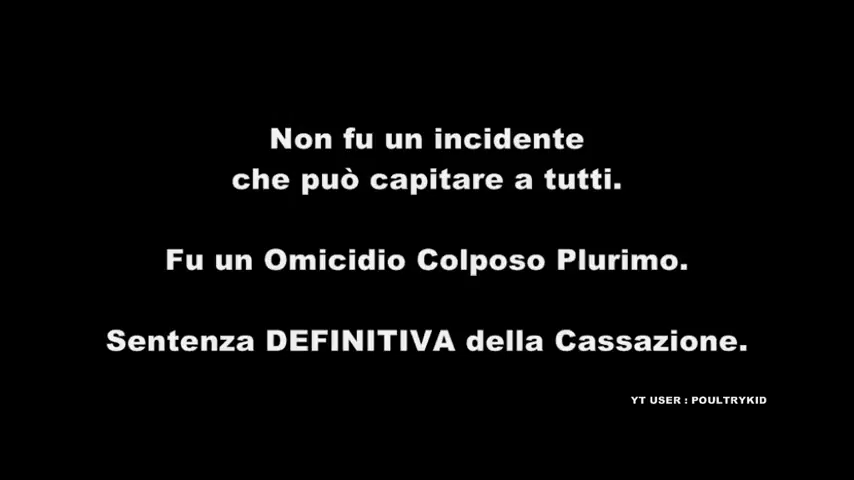 Non fu un incidente
che può capitare a tutti.
Fu un Omicidio Colposo Plurimo.
Sentenza DEFINITIVA della Cassazione.
YT USER : POULTRYKID